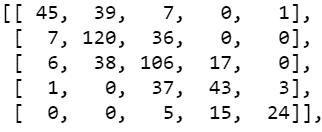 [[ 45, 39, 7, 0, 1],
[ 7, 120, 36, 0, 0],
[ 6, 38, 106, 17, 0],
[ 1, 0, 37, 43, 3],
[ 0, 0, 5, 15, 24]],